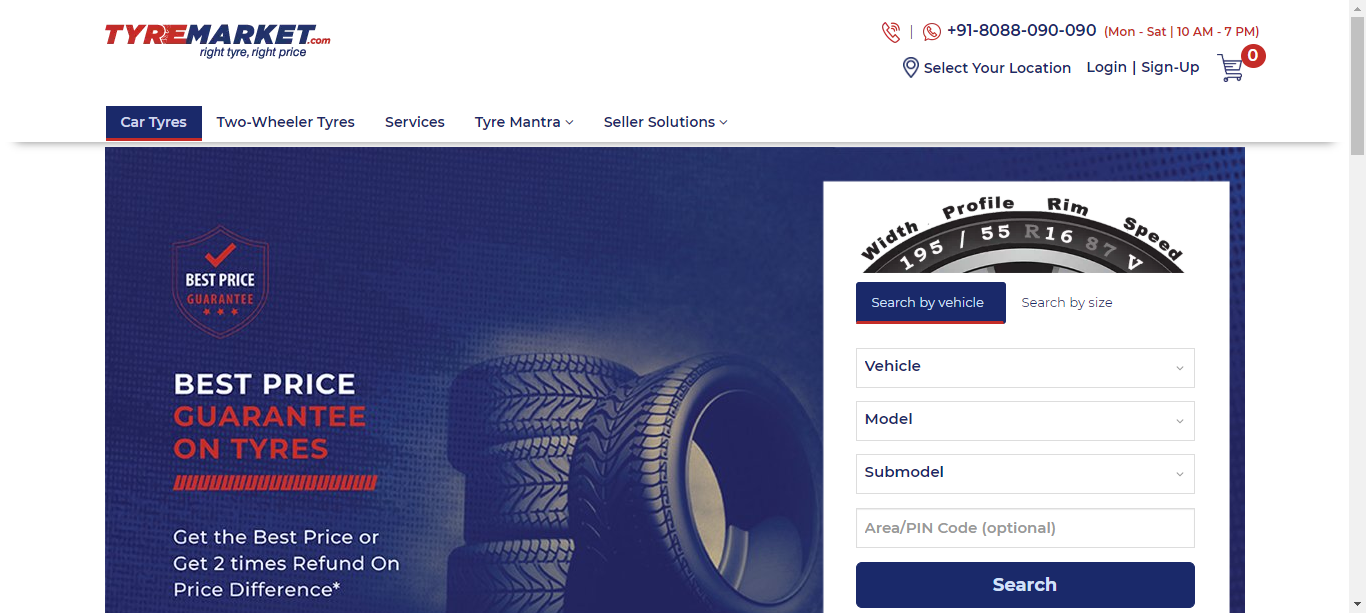 TYREMARKET.com
right tyre, right price
+91-8088-090-090 (Mon - Sat | 10 AM - 7 PM)
Select Your Location Login | Sign-Up 0
Car Tyres Two-Wheeler Tyres Services Tyre Mantra Seller Solutions
BEST PRICE
GUARANTEE
BEST PRICE
GUARANTEE
ON TYRES
Get the Best Price or
Get 2 times Refund On
Price Difference*
Width Profile Rim Speed
195 / 55 R16 87 V
Search by vehicle Search by size
Vehicle
Model
Submodel
Area/PIN Code (optional)
Search